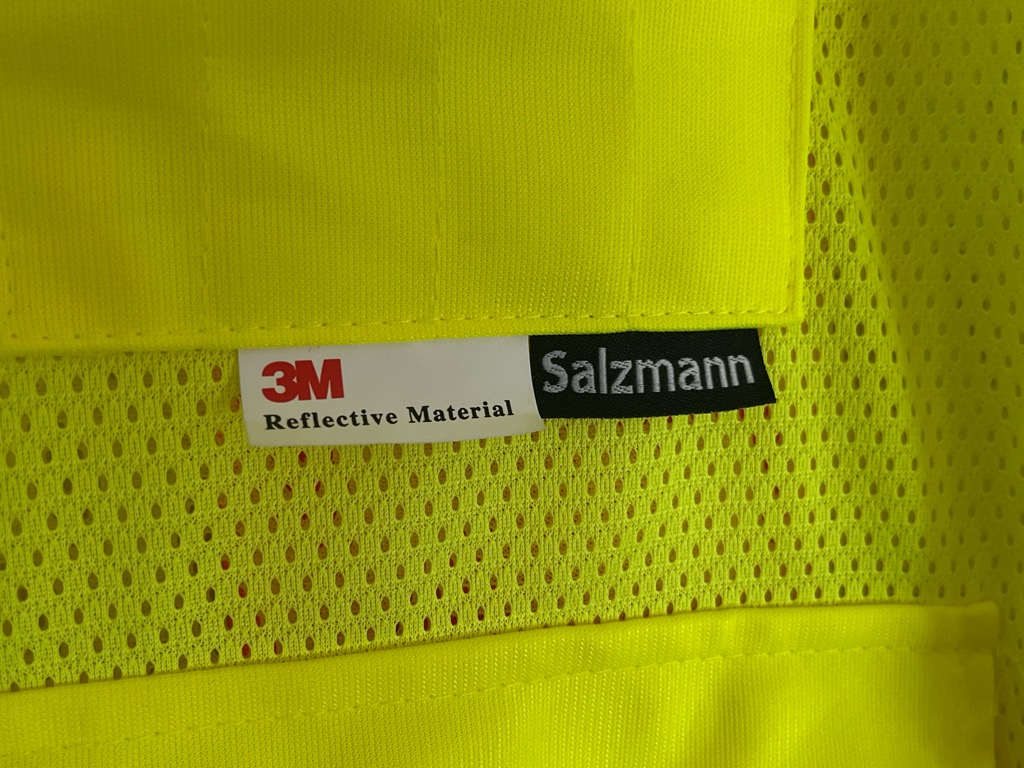 3M
Reflective Material
Salzmann